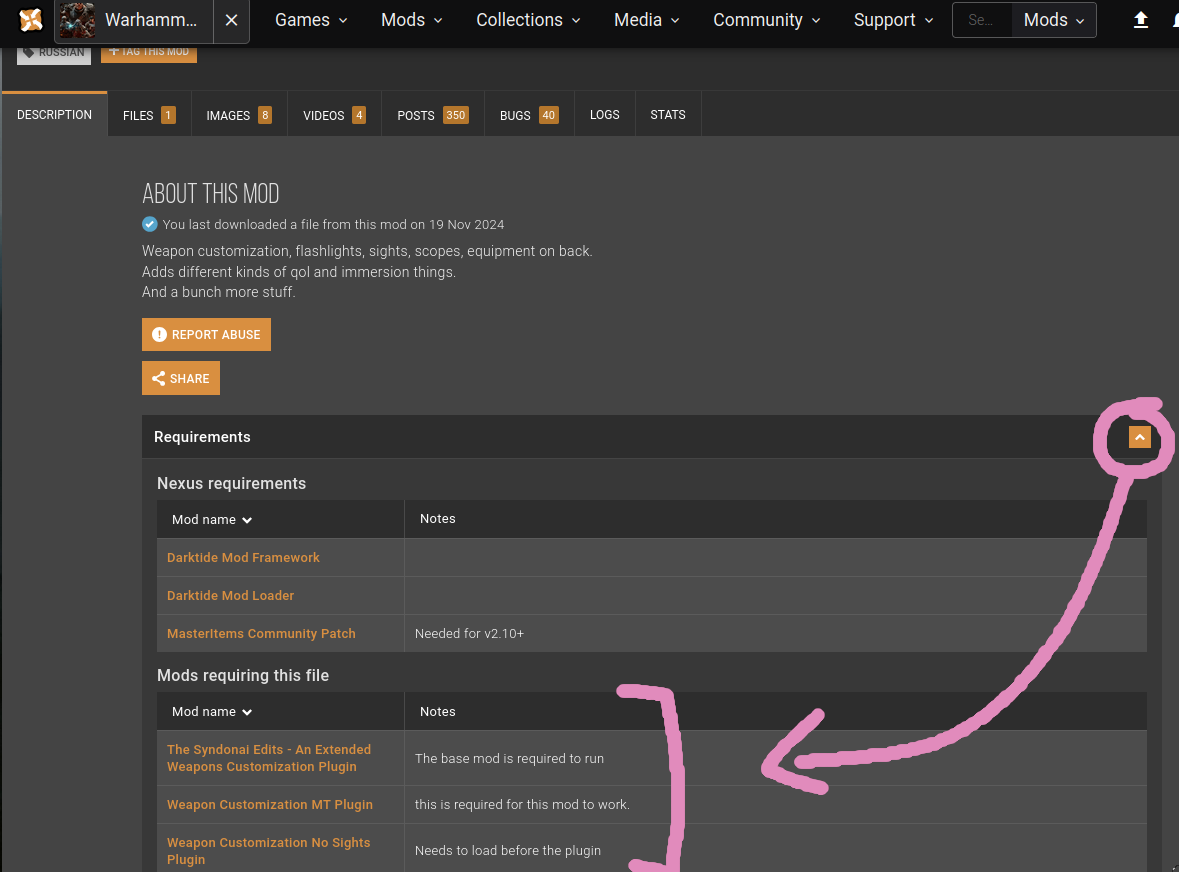 Warhamm...
Games
Mods
Collections
Media
Community
Support
Se...
Mods
RUSSIAN
TAG THIS MOD
DESCRIPTION
FILES 1
IMAGES 8
VIDEOS 4
POSTS 350
BUGS 40
LOGS
STATS
ABOUT THIS MOD
You last downloaded a file from this mod on 19 Nov 2024
Weapon customization, flashlights, sights, scopes, equipment on back.
Adds different kinds of qol and immersion things.
And a bunch more stuff.
REPORT ABUSE
SHARE
Requirements
Nexus requirements
Mod name
Notes
Darktide Mod Framework
Darktide Mod Loader
MasterItems Community Patch
Needed for v2.10+
Mods requiring this file
Mod name
Notes
The Syndonai Edits - An Extended
Weapons Customization Plugin
The base mod is required to run
Weapon Customization MT Plugin
this is required for this mod to work.
Weapon Customization No Sights
Plugin
Needs to load before the plugin